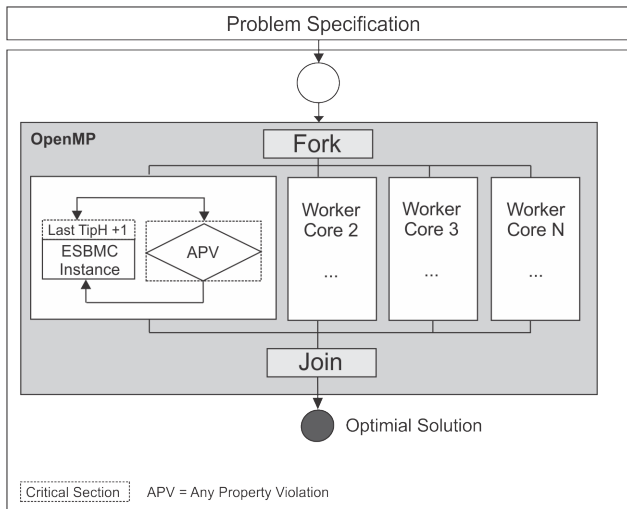 Problem Specification
OpenMP
Fork
Last TipH +1
ESBMC
Instance
APV
Worker
Core 2
...
Worker
Core 3
...
Worker
Core N
...
Join
Optimial Solution
Critical Section
APV = Any Property Violation